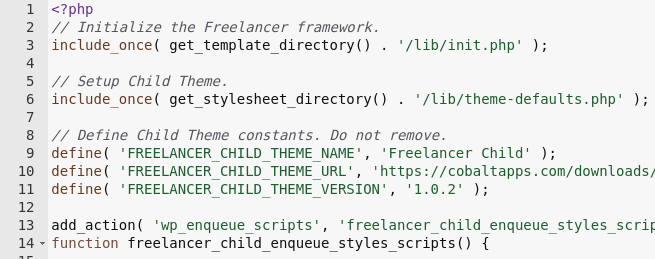 1 <?php
2 // Initialize the Freelancer framework.
3 include_once( get_template_directory() . '/lib/init.php' );
4
5 // Setup Child Theme.
6 include_once( get_stylesheet_directory() . '/lib/theme-defaults.php' );
7
8 // Define Child Theme constants. Do not remove.
9 define( 'FREELANCER_CHILD_THEME_NAME', 'Freelancer Child' );
10 define( 'FREELANCER_CHILD_THEME_URL', 'https://cobaltapps.com/downloads/
11 define( 'FREELANCER_CHILD_THEME_VERSION', '1.0.2' );
12
13 add_action( 'wp_enqueue_scripts', 'freelancer_child_enqueue_styles_scrip
14 function freelancer_child_enqueue_styles_scripts() {